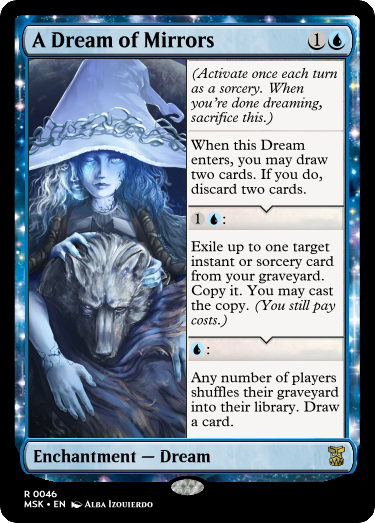 A Dream of Mirrors 1
(Activate once each turn
as a sorcery. When
you're done dreaming,
sacrifice this.)
When this Dream
enters, you may draw
two cards. If you do,
discard two cards.
1 :
Exile up to one target
instant or sorcery card
from your graveyard.
Copy it. You may cast
the copy. (You still pay
costs.)
:
Any number of players
shuffles their graveyard
into their library. Draw
a card.
Enchantment — Dream
R 0046
MSK • EN Alba Izquierdo